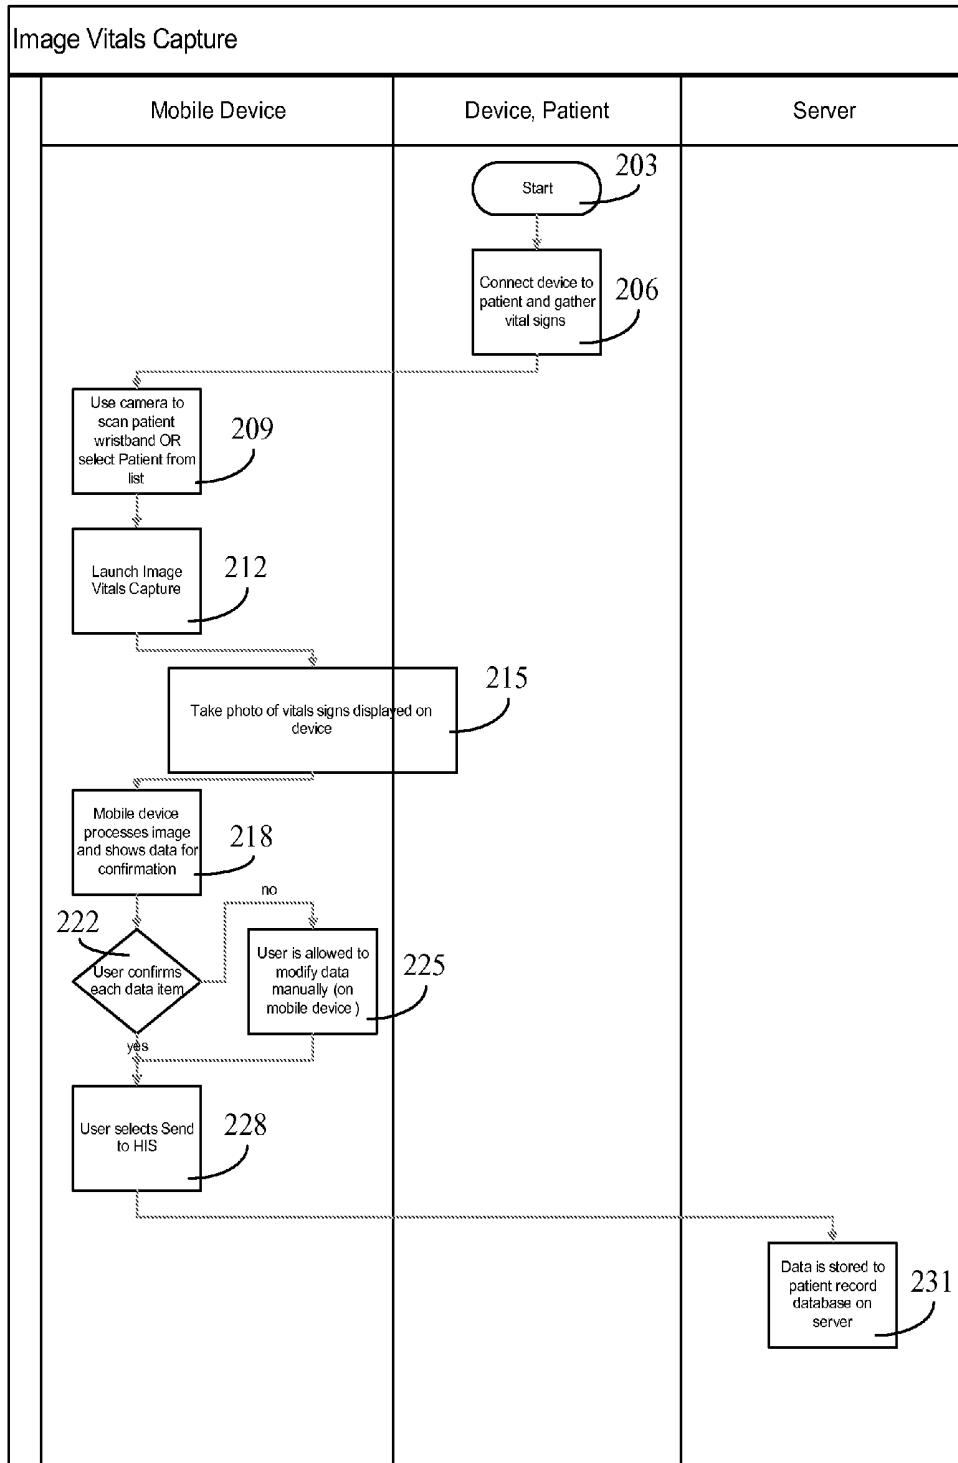 Image Vitals Capture
Mobile Device
Device, Patient
Server
Start
203
Connect device to
patient and gather
vital signs
206
Use camera to
scan patient
wristband OR
select Patient from
list
209
Launch Image
Vitals Capture
212
Take photo of vitals signs displayed on
device
215
Mobile device
processes image
and shows data for
confirmation
218
no
222
User confirms
each data item
User is allowed to
modify data
manually (on
mobile device )
225
yes
User selects Send
to HIS
228
Data is stored to
patient record
database on
server
231